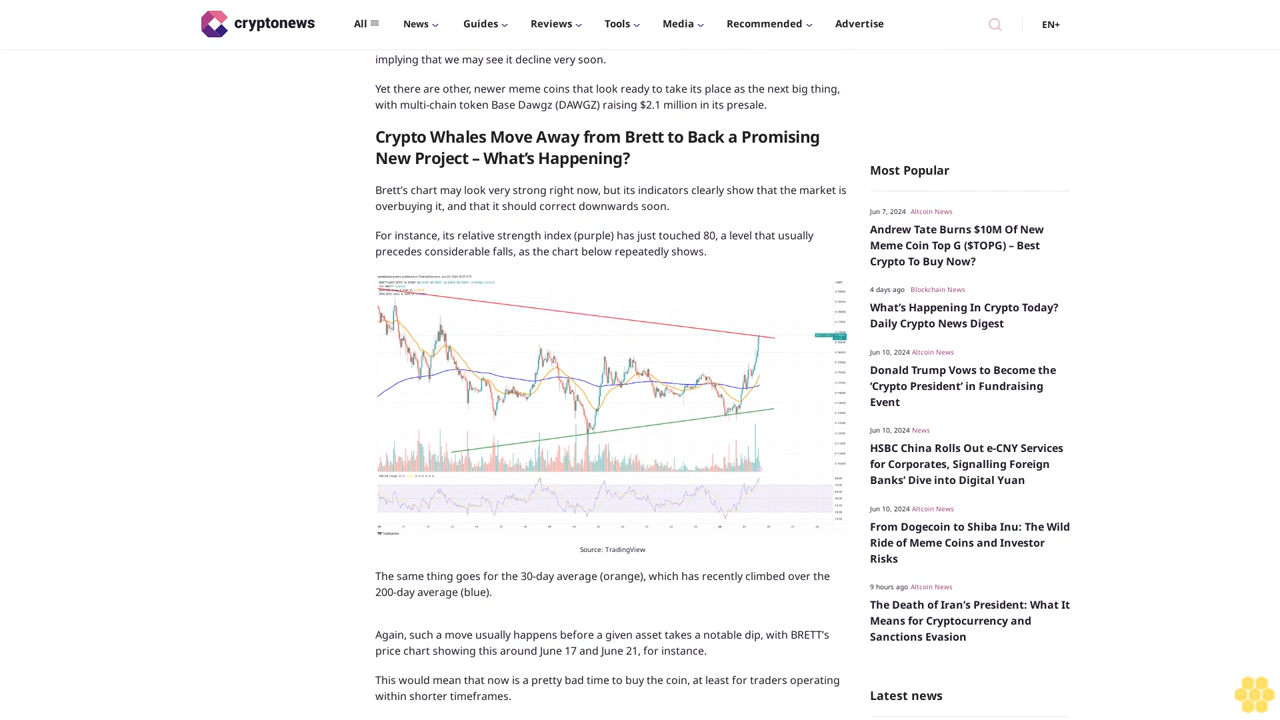 cryptonews
All
News
Guides
Reviews
Tools
Media
Recommended
Advertise
EN+
implying that we may see it decline very soon.
Yet there are other, newer meme coins that look ready to take its place as the next big thing,
with multi-chain token Base Dawgz (DAWGZ) raising $2.1 million in its presale.
Crypto Whales Move Away from Brett to Back a Promising
New Project – What’s Happening?
Brett’s chart may look very strong right now, but its indicators clearly show that the market is
overbuying it, and that it should correct downwards soon.
For instance, its relative strength index (purple) has just touched 80, a level that usually
precedes considerable falls, as the chart below repeatedly shows.
TradingView
Source: TradingView
The same thing goes for the 30-day average (orange), which has recently climbed over the
200-day average (blue).
Again, such a move usually happens before a given asset takes a notable dip, with BRETT’s
price chart showing this around June 17 and June 21, for instance.
This would mean that now is a pretty bad time to buy the coin, at least for traders operating
within shorter timeframes.
Most Popular
Jun 7, 2024 Altcoin News
Andrew Tate Burns $10M Of New
Meme Coin Top G ($TOPG) – Best
Crypto To Buy Now?
4 days ago Blockchain News
What’s Happening In Crypto Today?
Daily Crypto News Digest
Jun 10, 2024 Altcoin News
Donald Trump Vows to Become the
‘Crypto President’ in Fundraising
Event
Jun 10, 2024 News
HSBC China Rolls Out e-CNY Services
for Corporates, Signalling Foreign
Banks’ Dive into Digital Yuan
Jun 10, 2024 Altcoin News
From Dogecoin to Shiba Inu: The Wild
Ride of Meme Coins and Investor
Risks
9 hours ago Altcoin News
The Death of Iran’s President: What It
Means for Cryptocurrency and
Sanctions Evasion
Latest news